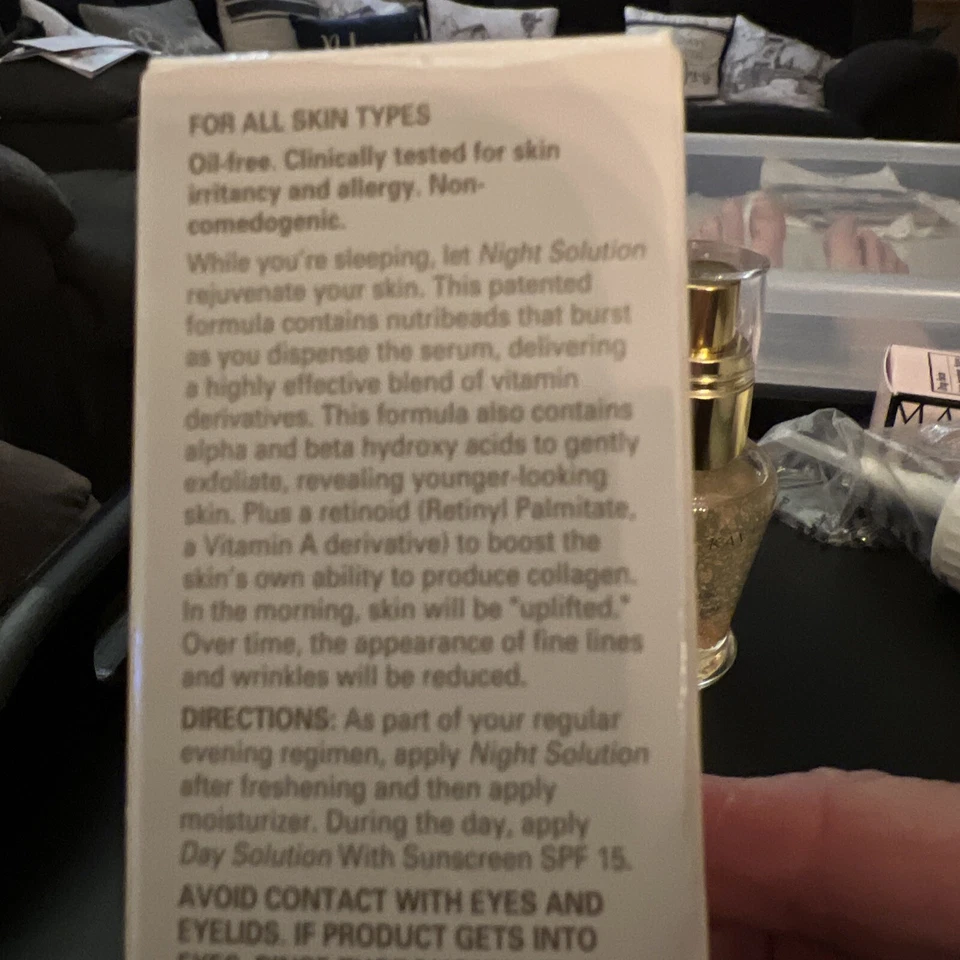 FOR ALL SKIN TYPES
Oil-free. Clinically tested for skin
irritancy and allergy. Non-
comedogenic.
While you're sleeping, let Night Solution
rejuvenate your skin. This patented
formula contains nutribeads that burst
as you dispense the serum, delivering
a highly effective blend of vitamin
derivatives. This formula also contains
alpha and beta hydroxy acids to gently
exfoliate, revealing younger-looking
skin. Plus a retinoid (Retinyl Palmitate,
a Vitamin A derivative) to boost the
skin's own ability to produce collagen.
In the morning, skin will be "uplifted."
Over time, the appearance of fine lines
and wrinkles will be reduced.
DIRECTIONS: As part of your regular
evening regimen, apply Night Solution
after freshening and then apply
moisturizer. During the day, apply
Day Solution With Sunscreen SPF 15.
AVOID CONTACT WITH EYES AND
EYELIDS. IF PRODUCT GETS INTO